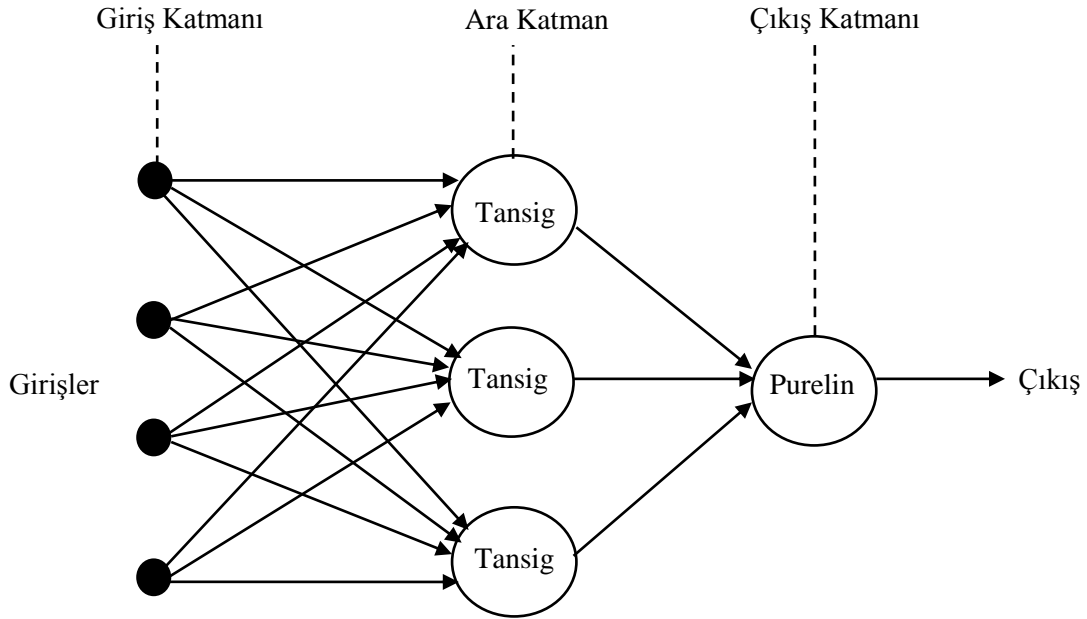 Giriş Katmanı
Ara Katman
Çıkış Katmanı
Tansig
Girişler
Tansig
Purelin
Çıkış
Tansig